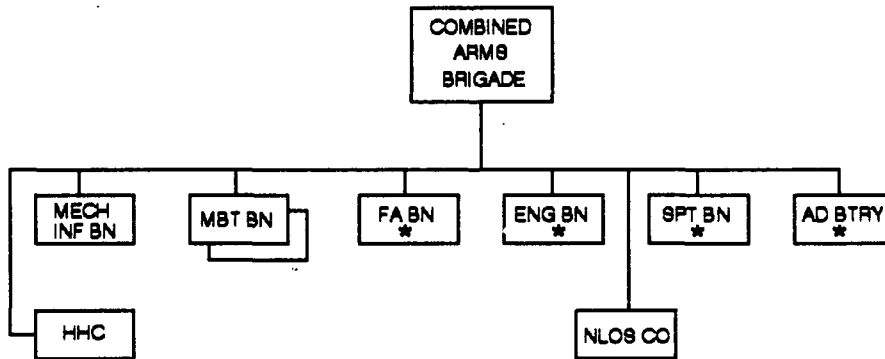 COMBINED
ARMS
BRIGADE
MECH
INF BN
MBT BN
FA BN
*
ENG BN
*
SPT BN
*
AD BTRY
*
HHC
NLOS CO